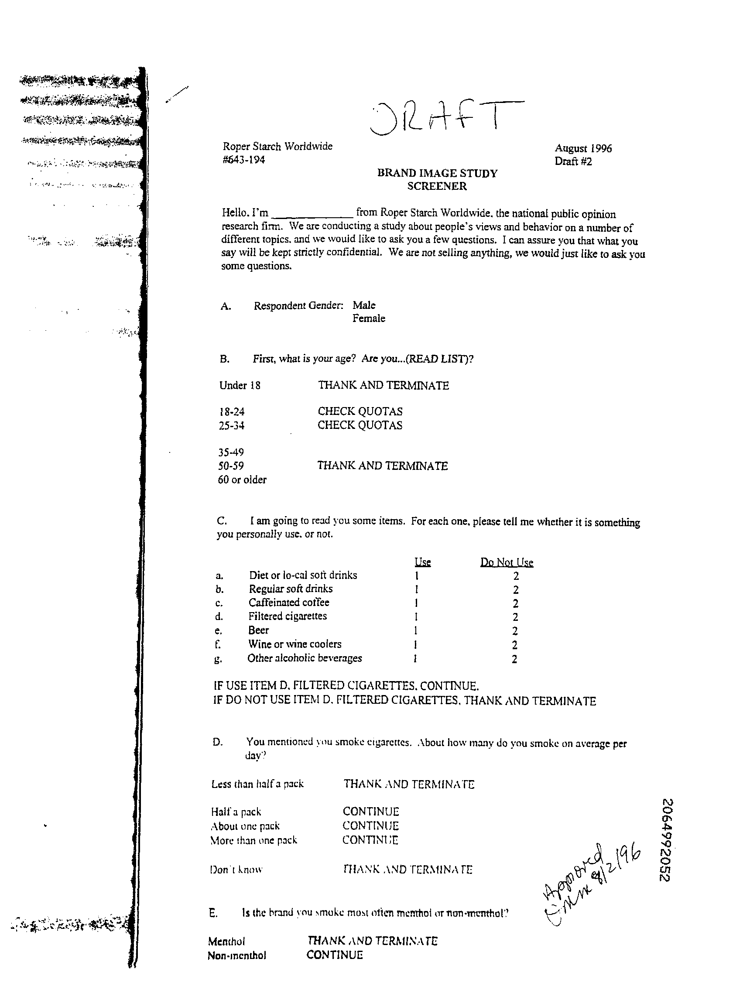 DRAFT
Roper Starch Worldwide August 1996
#643-194 Draft #2
BRAND IMAGE STUDY
SCREENER
Hello, I'm ______________ from Roper Starch Worldwide, the national public opinion
research firm. We are conducting a study about people's views and behavior on a number of
different topics, and we would like to ask you a few questions. I can assure you that what you
say will be kept strictly confidential. We are not selling anything, we would just like to ask you
some questions.
A. Respondent Gender: Male
Female
B. First, what is your age? Are you...(READ LIST)?
Under 18 THANK AND TERMINATE
18-24 CHECK QUOTAS
25-34 CHECK QUOTAS
35-49
50-59 THANK AND TERMINATE
60 or older
C. I am going to read you some items. For each one, please tell me whether it is something
you personally use, or not.
Use Do Not Use
a. Diet or lo-cal soft drinks 1 2
b. Regular soft drinks 1 2
c. Caffeinated coffee 1 2
d. Filtered cigarettes 1 2
e. Beer 1 2
f. Wine or wine coolers 1 2
g. Other alcoholic beverages 1 2
IF USE ITEM D, FILTERED CIGARETTES, CONTINUE.
IF DO NOT USE ITEM D, FILTERED CIGARETTES, THANK AND TERMINATE
D. You mentioned you smoke cigarettes. About how many do you smoke on average per
day?
Less than half a pack THANK AND TERMINATE
Half a pack CONTINUE
About one pack CONTINUE
More than one pack CONTINUE
Don't know THANK AND TERMINATE
E. Is the brand you smoke most often menthol or non-menthol?
Menthol THANK AND TERMINATE
Non-menthol CONTINUE
2064992052